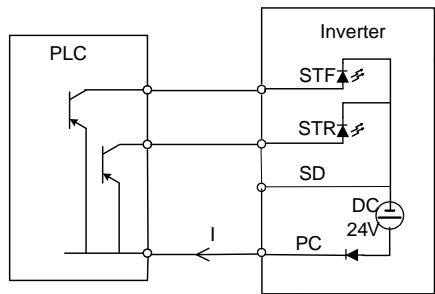 PLC
Inverter
STF
STR
SD
DC
24V
I
PC